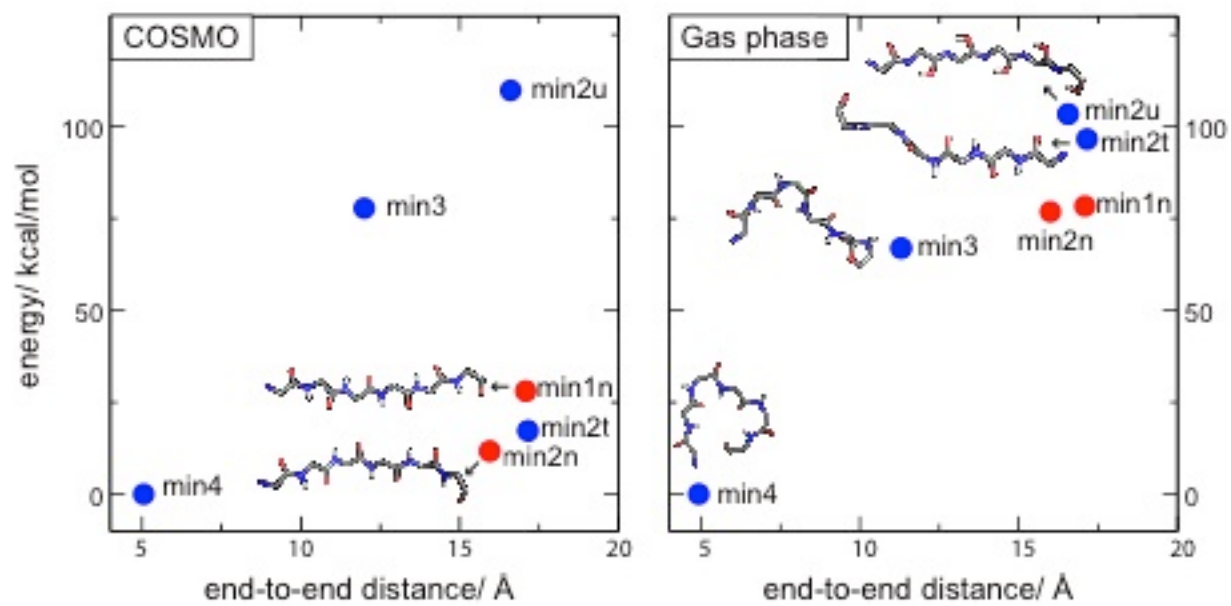 COSMO
min2u
100
min3
energy/ kcal/mol
50
min1n
min2t
min2n
min4
0
5 10 15 20
end-to-end distance/ Å
Gas phase
min2u
100
min2t
min1n
min2n
min3
50
min4
0
5 10 15 20
end-to-end distance/ Å